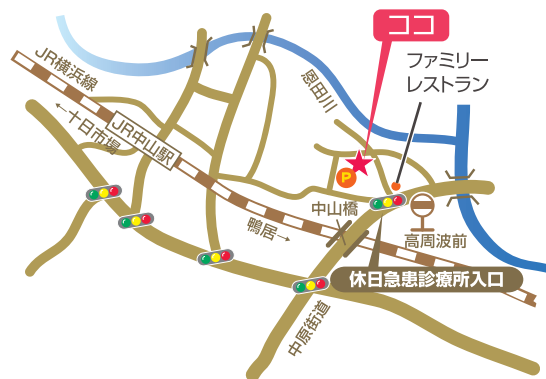 ココ
ファミリー
レストラン
JR横浜線
恩田川
←十日市場
JR中山駅
P
中山橋
鴨居→
高周波前
休日急患診療所入口
中原街道